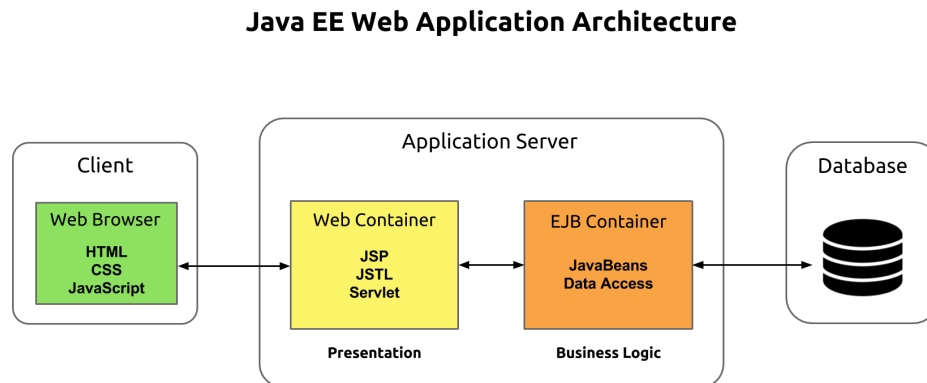 Java EE Web Application Architecture
Client
Web Browser
HTML
CSS
JavaScript
Application Server
Web Container
JSP
JSTL
Servlet
Presentation
EJB Container
JavaBeans
Data Access
Business Logic
Database